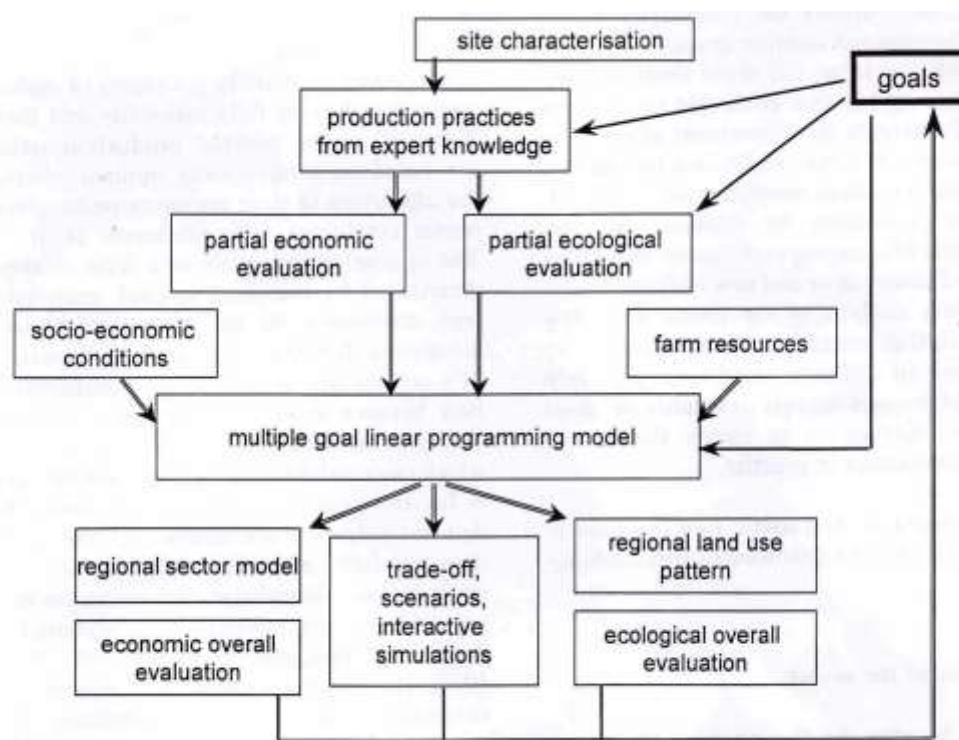 site characterisation
goals
production practices
from expert knowledge
partial economic
evaluation
partial ecological
evaluation
socio-economic
conditions
farm resources
multiple goal linear programming model
regional sector model
trade-off,
scenarios,
interactive
simulations
regional land use
pattern
economic overall
evaluation
ecological overall
evaluation